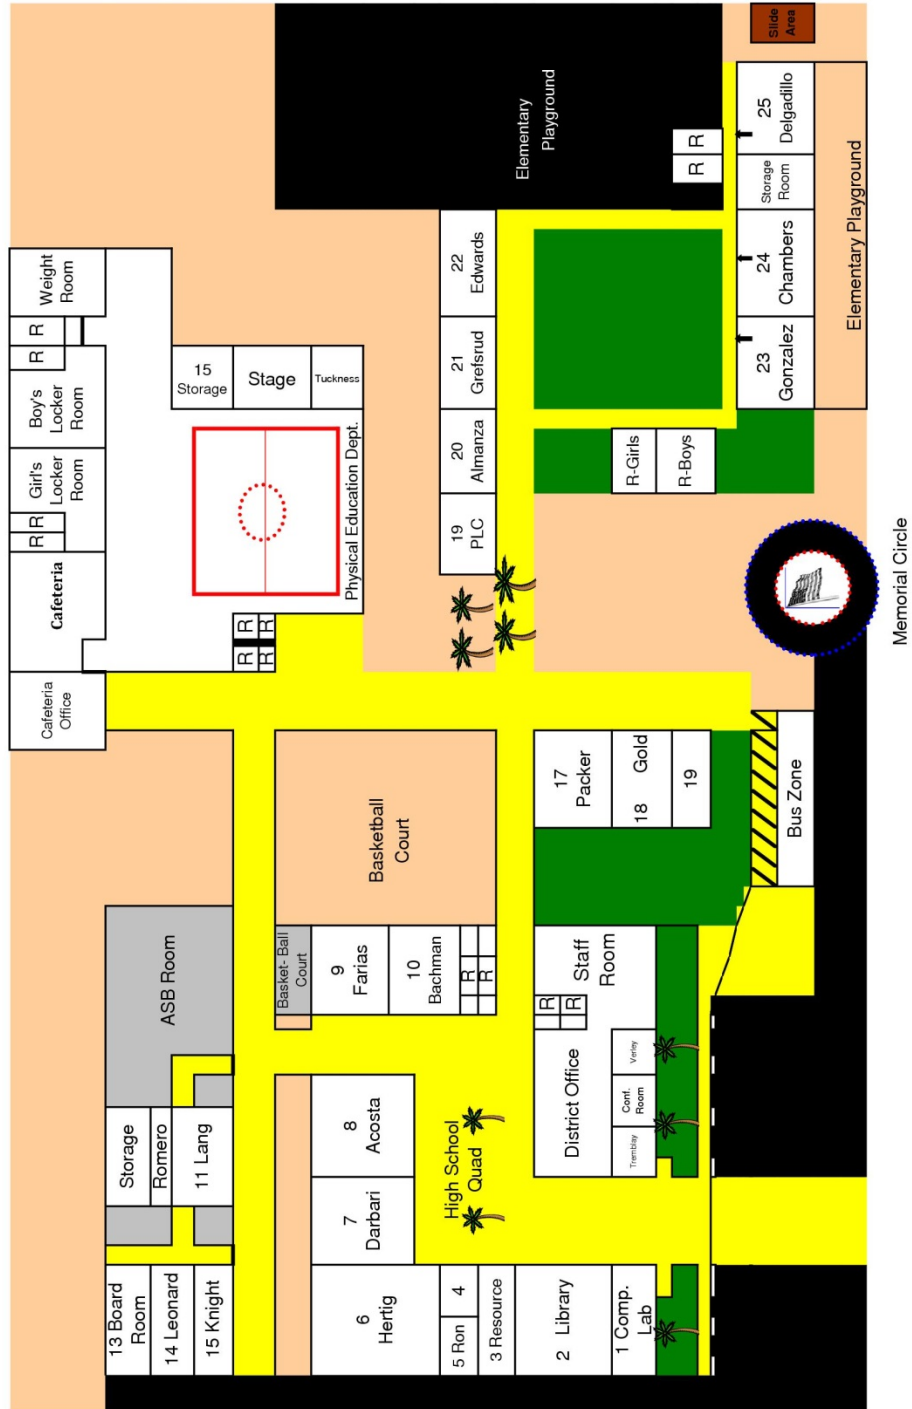 Slide
Area
Elementary
Playground
25
Delgadillo
R
R
Storage
Room
24
Chambers
23
Gonzalez
Elementary Playground
22
Edwards
21
Grefsrud
20
Almanza
19
PLC
R-Girls
R-Boys
Weight
Room
R
R
Boy's
Locker
Room
Girl's
Locker
Room
R
R
Cafeteria
Cafeteria
Office
15
Storage
Stage
Tuckness
Physical Education Dept.
R
R
R
R
Memorial Circle
Basketball
Court
17
Packer
Gold
18
19
Bus Zone
ASB Room
Basket- Ball
Court
9
Farias
10
Bachman
R
R
Staff
Room
R
R
District Office
Verley
Conf.
Room
Tremblay
Storage
Romero
11 Lang
8
Acosta
7
Darbari
High School
Quad
13 Board
Room
14 Leonard
15 Knight
6
Hertig
4
5 Ron
3 Resource
2 Library
1 Comp.
Lab